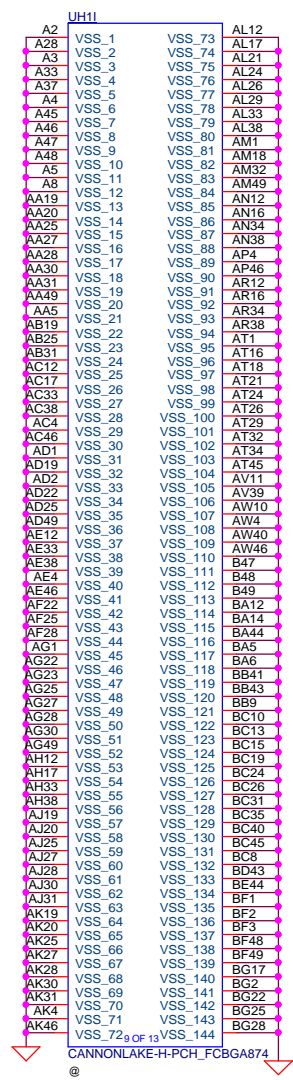 UH1I
A2 VSS_1 VSS_73 AL12
A28 VSS_2 VSS_74 AL17
A3 VSS_3 VSS_75 AL21
A33 VSS_4 VSS_76 AL24
A37 VSS_5 VSS_77 AL26
A4 VSS_6 VSS_78 AL29
A45 VSS_7 VSS_79 AL33
A46 VSS_8 VSS_80 AL38
A47 VSS_9 VSS_81 AM1
A48 VSS_10 VSS_82 AM18
A5 VSS_11 VSS_83 AM32
A8 VSS_12 VSS_84 AM49
AA19 VSS_13 VSS_85 AN12
AA20 VSS_14 VSS_86 AN16
AA25 VSS_15 VSS_87 AN34
AA27 VSS_16 VSS_88 AN38
AA28 VSS_17 VSS_89 AP4
AA30 VSS_18 VSS_90 AP46
AA31 VSS_19 VSS_91 AR12
AA49 VSS_20 VSS_92 AR16
AA5 VSS_21 VSS_93 AR34
AB19 VSS_22 VSS_94 AR38
AB25 VSS_23 VSS_95 AT1
AB31 VSS_24 VSS_96 AT16
AC12 VSS_25 VSS_97 AT18
AC17 VSS_26 VSS_98 AT21
AC33 VSS_27 VSS_99 AT24
AC38 VSS_28 VSS_100 AT26
AC4 VSS_29 VSS_101 AT29
AC46 VSS_30 VSS_102 AT32
AD1 VSS_31 VSS_103 AT34
AD19 VSS_32 VSS_104 AT45
AD2 VSS_33 VSS_105 AV11
AD22 VSS_34 VSS_106 AV39
AD25 VSS_35 VSS_107 AW10
AD49 VSS_36 VSS_108 AW4
AE12 VSS_37 VSS_109 AW40
AE33 VSS_38 VSS_110 AW46
AE38 VSS_39 VSS_111 B47
AE4 VSS_40 VSS_112 B48
AE46 VSS_41 VSS_113 B49
AF22 VSS_42 VSS_114 BA12
AF25 VSS_43 VSS_115 BA14
AF28 VSS_44 VSS_116 BA44
AG1 VSS_45 VSS_117 BA5
AG22 VSS_46 VSS_118 BA6
AG23 VSS_47 VSS_119 BB41
AG25 VSS_48 VSS_120 BB43
AG27 VSS_49 VSS_121 BB9
AG28 VSS_50 VSS_122 BC10
AG30 VSS_51 VSS_123 BC13
AG49 VSS_52 VSS_124 BC15
AH12 VSS_53 VSS_125 BC19
AH17 VSS_54 VSS_126 BC24
AH33 VSS_55 VSS_127 BC26
AH38 VSS_56 VSS_128 BC31
AJ19 VSS_57 VSS_129 BC35
AJ20 VSS_58 VSS_130 BC40
AJ25 VSS_59 VSS_131 BC45
AJ27 VSS_60 VSS_132 BC8
AJ28 VSS_61 VSS_133 BD43
AJ30 VSS_62 VSS_134 BE44
AJ31 VSS_63 VSS_135 BF1
AK19 VSS_64 VSS_136 BF2
AK20 VSS_65 VSS_137 BF3
AK25 VSS_66 VSS_138 BF48
AK27 VSS_67 VSS_139 BF49
AK28 VSS_68 VSS_140 BG17
AK30 VSS_69 VSS_141 BG2
AK31 VSS_70 VSS_142 BG22
AK4 VSS_71 VSS_143 BG25
AK46 VSS_72 9 OF 13 VSS_144 BG28
CANNONLAKE-H-PCH_FCBGA874
@